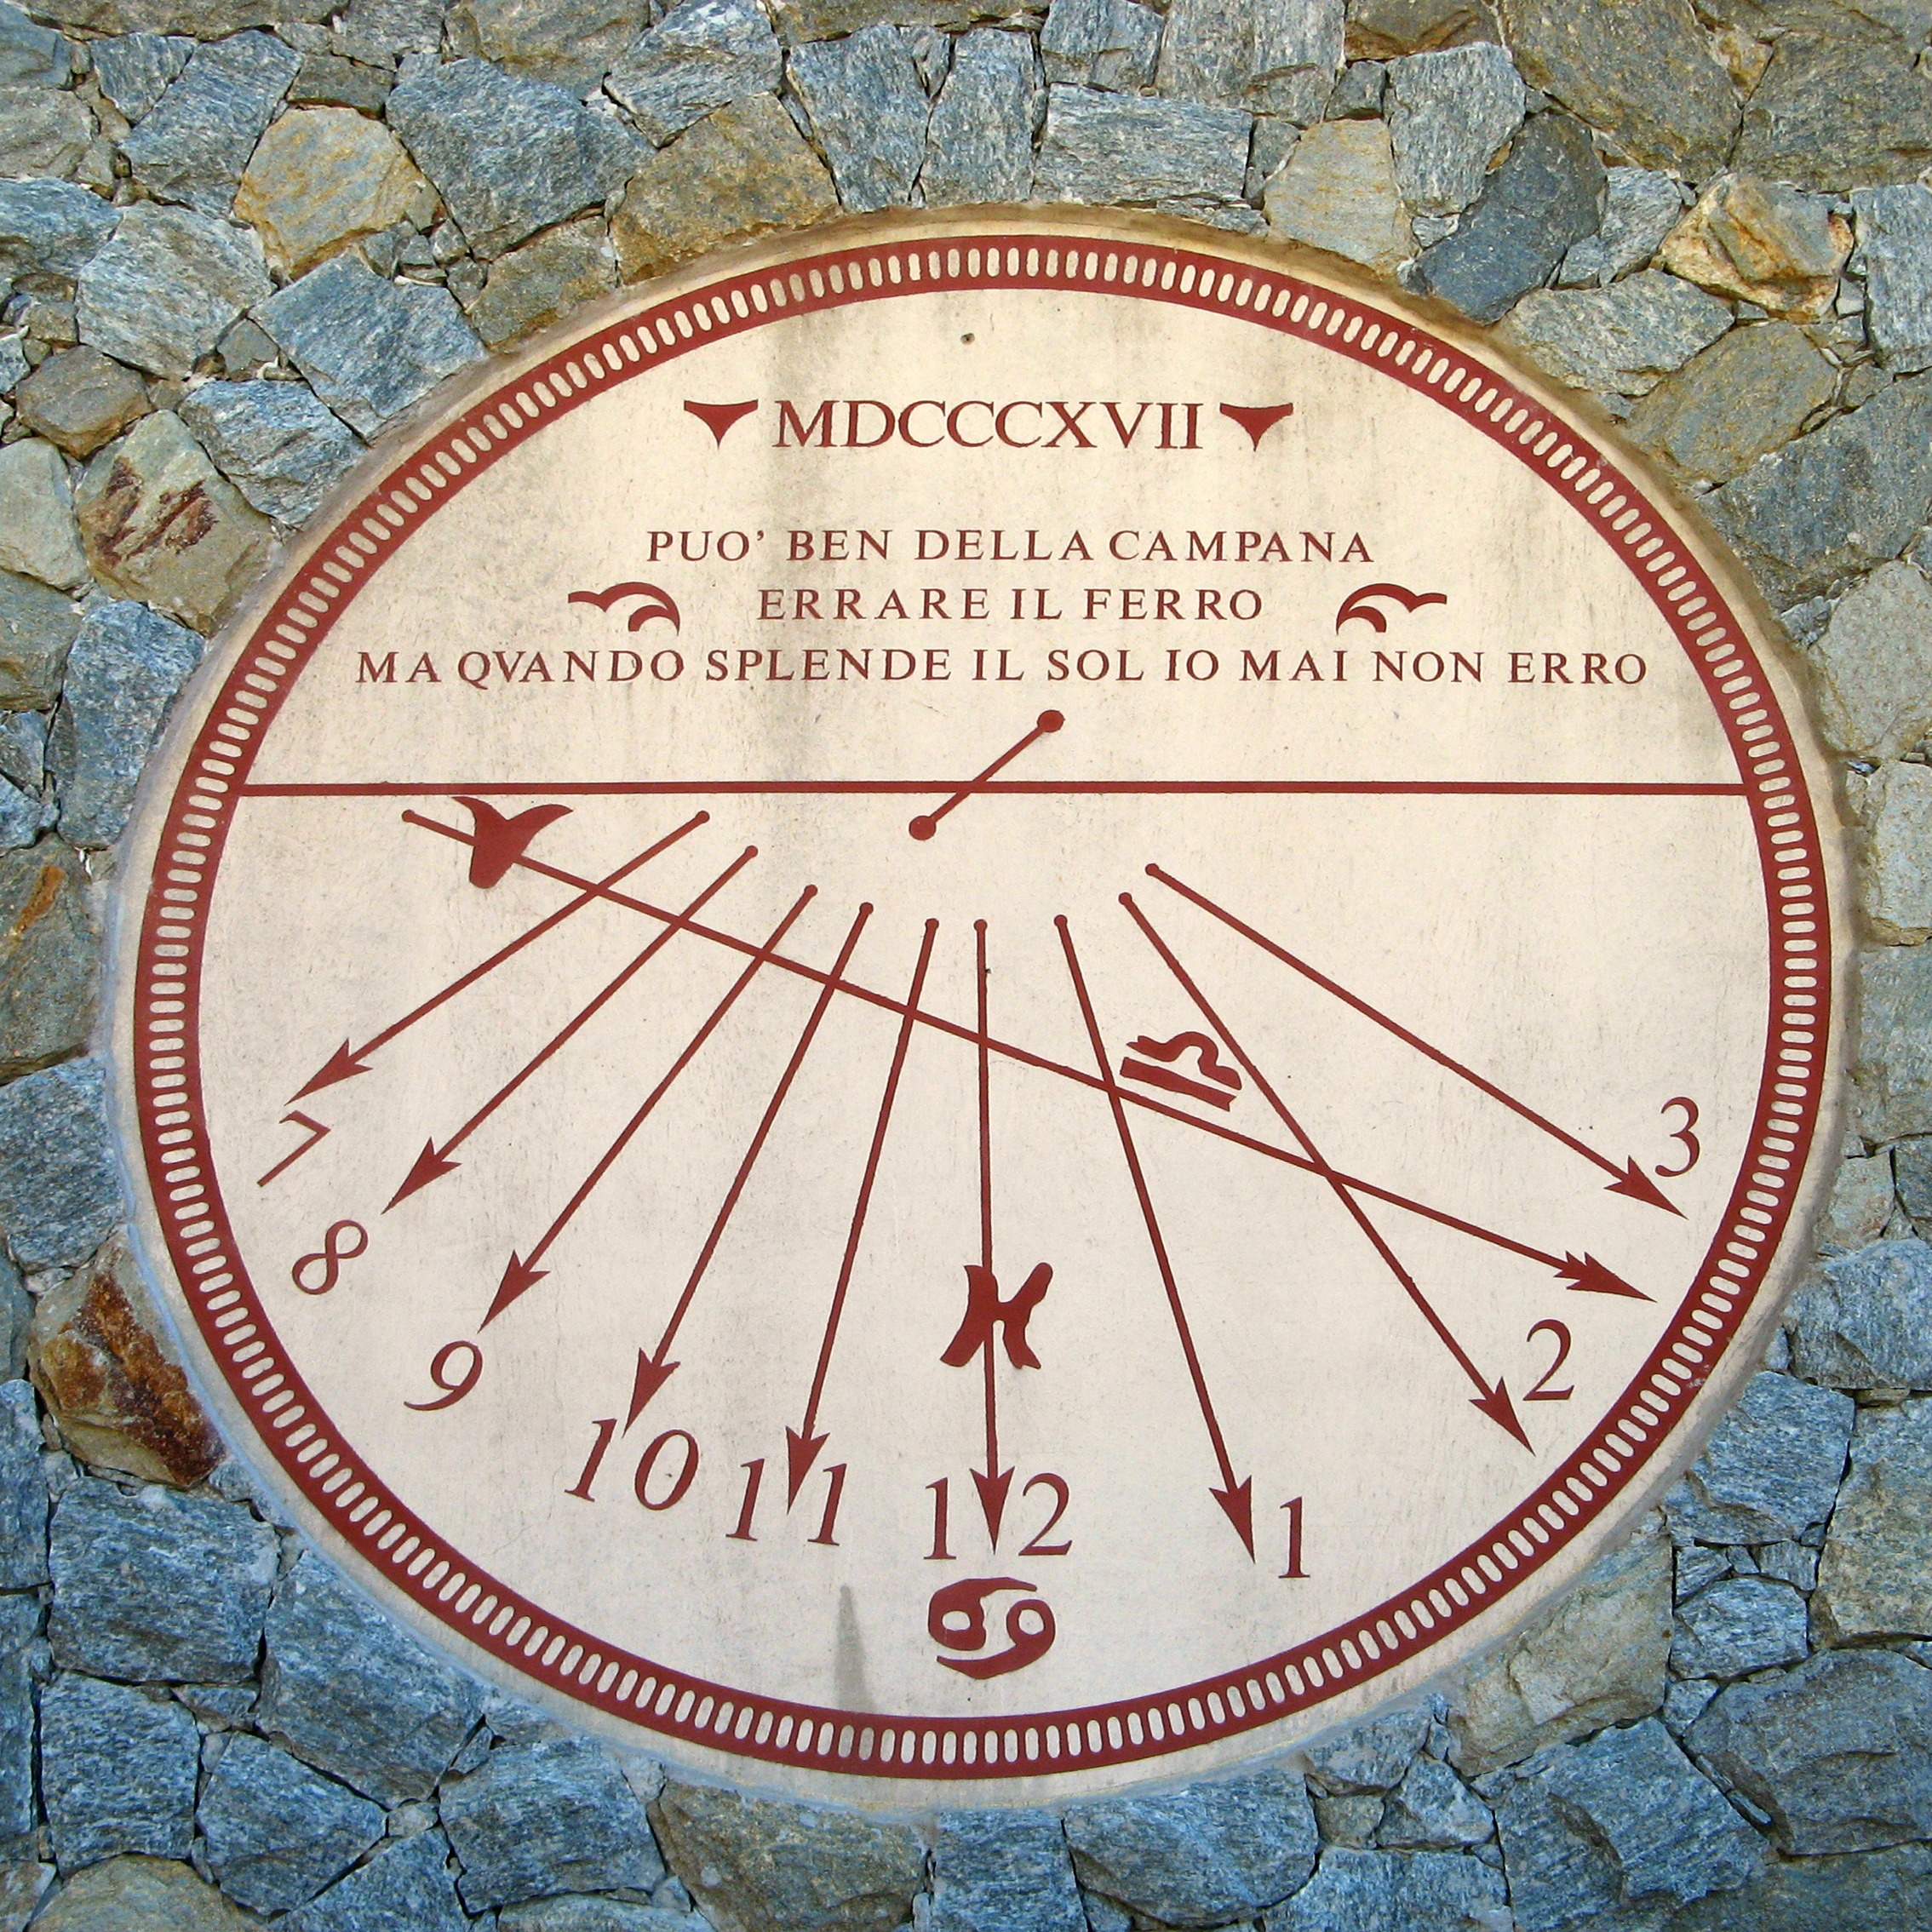 MDCCCXVII
PUO' BEN DELLA CAMPANA
ERRARE IL FERRO
MA QVANDO SPLENDE IL SOL IO MAI NON ERRO
7
8
9
10
11
12
1
2
3